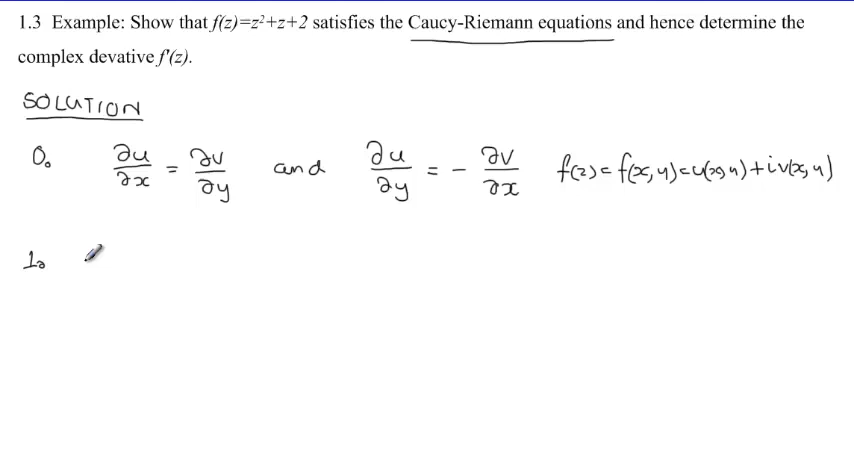 1.3 Example: Show that f(z)=z²+z+2 satisfies the Caucy-Riemann equations and hence determine the
complex devative f'(z).
SOLUTION
0. ∂u/∂x = ∂v/∂y and ∂u/∂y = - ∂v/∂x f(z) = f(x, y) = u(x, y) + i v(x, y)
1.